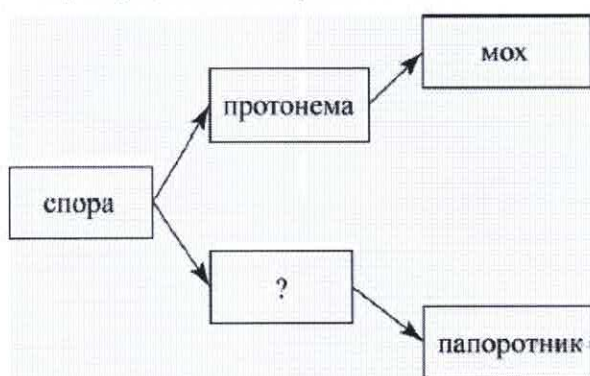 мох
протонема
спора
?
папоротник